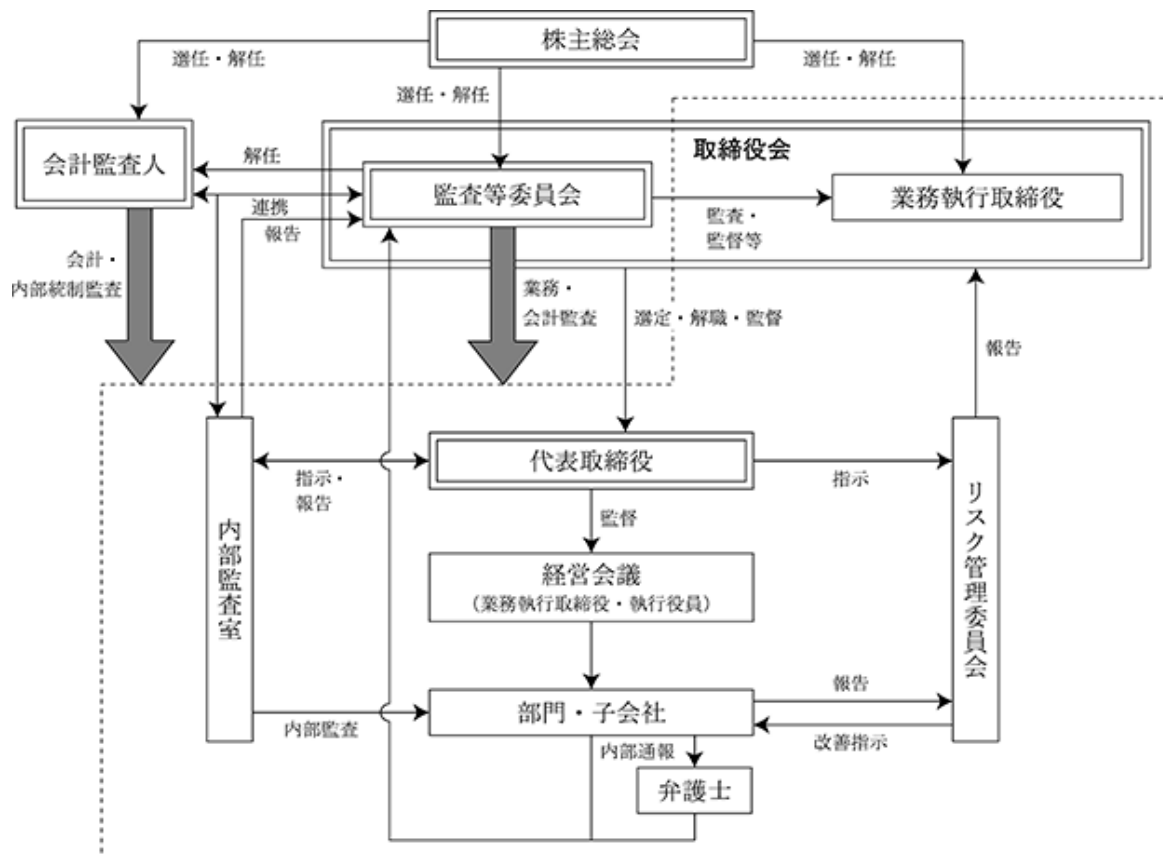 株主総会
選任・解任
選任・解任
選任・解任
会計監査人
解任
取締役会
監査等委員会
業務執行取締役
連携
報告
監査・
監督等
会計・
内部統制監査
業務・
会計監査
選定・解職・監督
報告
代表取締役
指示・
報告
指示
内部監査室
リスク管理委員会
監督
経営会議
（業務執行取締役・執行役員）
部門・子会社
報告
内部監査
改善指示
内部通報
弁護士